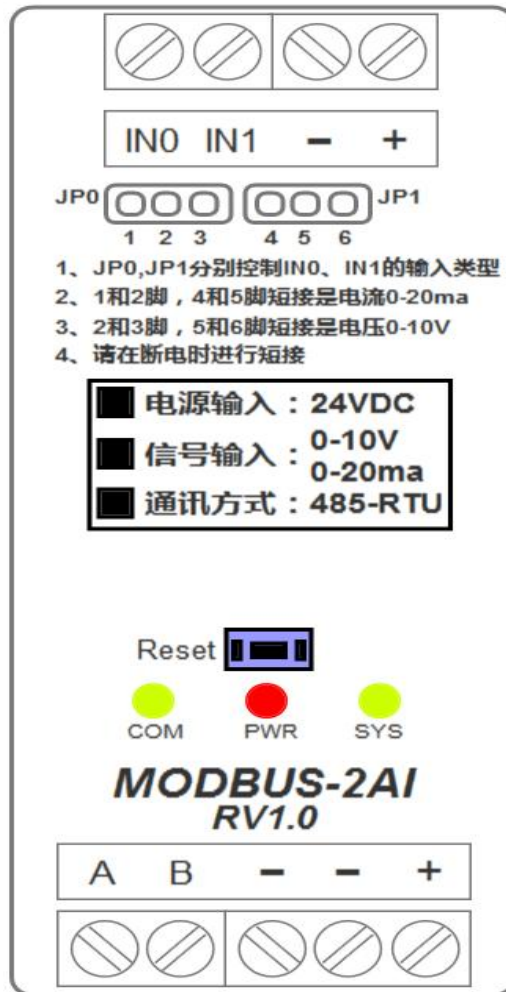 IN0 IN1 - +
JP0 JP1
1 2 3 4 5 6
1、JP0,JP1分别控制IN0、IN1的输入类型
2、1和2脚，4和5脚短接是电流0-20ma
3、2和3脚，5和6脚短接是电压0-10V
4、请在断电时进行短接
电源输入：24VDC
信号输入：0-10V
0-20ma
通讯方式：485-RTU
Reset
COM PWR SYS
MODBUS-2AI
RV1.0
A B - - +